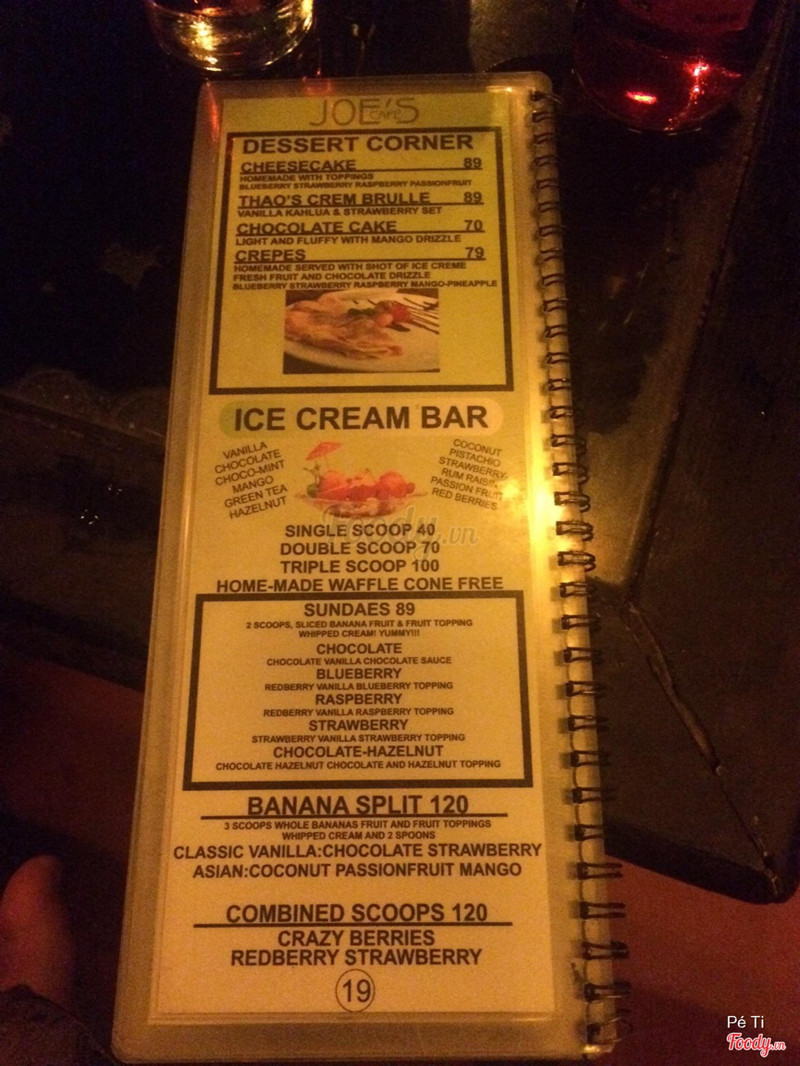 JOE'S
CAFE
DESSERT CORNER
CHEESECAKE 89
HOMEMADE WITH TOPPINGS
BLUEBERRY STRAWBERRY RASPBERRY PASSIONFRUIT
THAO'S CREM BRULLE 89
VANILLA KAHLUA & STRAWBERRY SET
CHOCOLATE CAKE 70
LIGHT AND FLUFFY WITH MANGO DRIZZLE
CREPES 79
HOMEMADE SERVED WITH SHOT OF ICE CREME
FRESH FRUIT AND CHOCOLATE DRIZZLE
BLUEBERRY STRAWBERRY RASPBERRY MANGO-PINEAPPLE
ICE CREAM BAR
VANILLA
CHOCOLATE
CHOCO-MINT
MANGO
GREEN TEA
HAZELNUT
COCONUT
PISTACHIO
STRAWBERRY
RUM RAISIN
PASSION FRUIT
RED BERRIES
Foody.vn
SINGLE SCOOP 40
DOUBLE SCOOP 70
TRIPLE SCOOP 100
HOME-MADE WAFFLE CONE FREE
SUNDAES 89
2 SCOOPS, SLICED BANANA FRUIT & FRUIT TOPPING
WHIPPED CREAM! YUMMY!!!
CHOCOLATE
CHOCOLATE VANILLA CHOCOLATE SAUCE
BLUEBERRY
REDBERRY VANILLA BLUEBERRY TOPPING
RASPBERRY
REDBERRY VANILLA RASPBERRY TOPPING
STRAWBERRY
STRAWBERRY VANILLA STRAWBERRY TOPPING
CHOCOLATE-HAZELNUT
CHOCOLATE HAZELNUT CHOCOLATE AND HAZELNUT TOPPING
BANANA SPLIT 120
3 SCOOPS WHOLE BANANAS FRUIT AND FRUIT TOPPINGS
WHIPPED CREAM AND 2 SPOONS
CLASSIC VANILLA:CHOCOLATE STRAWBERRY
ASIAN:COCONUT PASSIONFRUIT MANGO
COMBINED SCOOPS 120
CRAZY BERRIES
REDBERRY STRAWBERRY
19
Pé Ti
Foody.vn